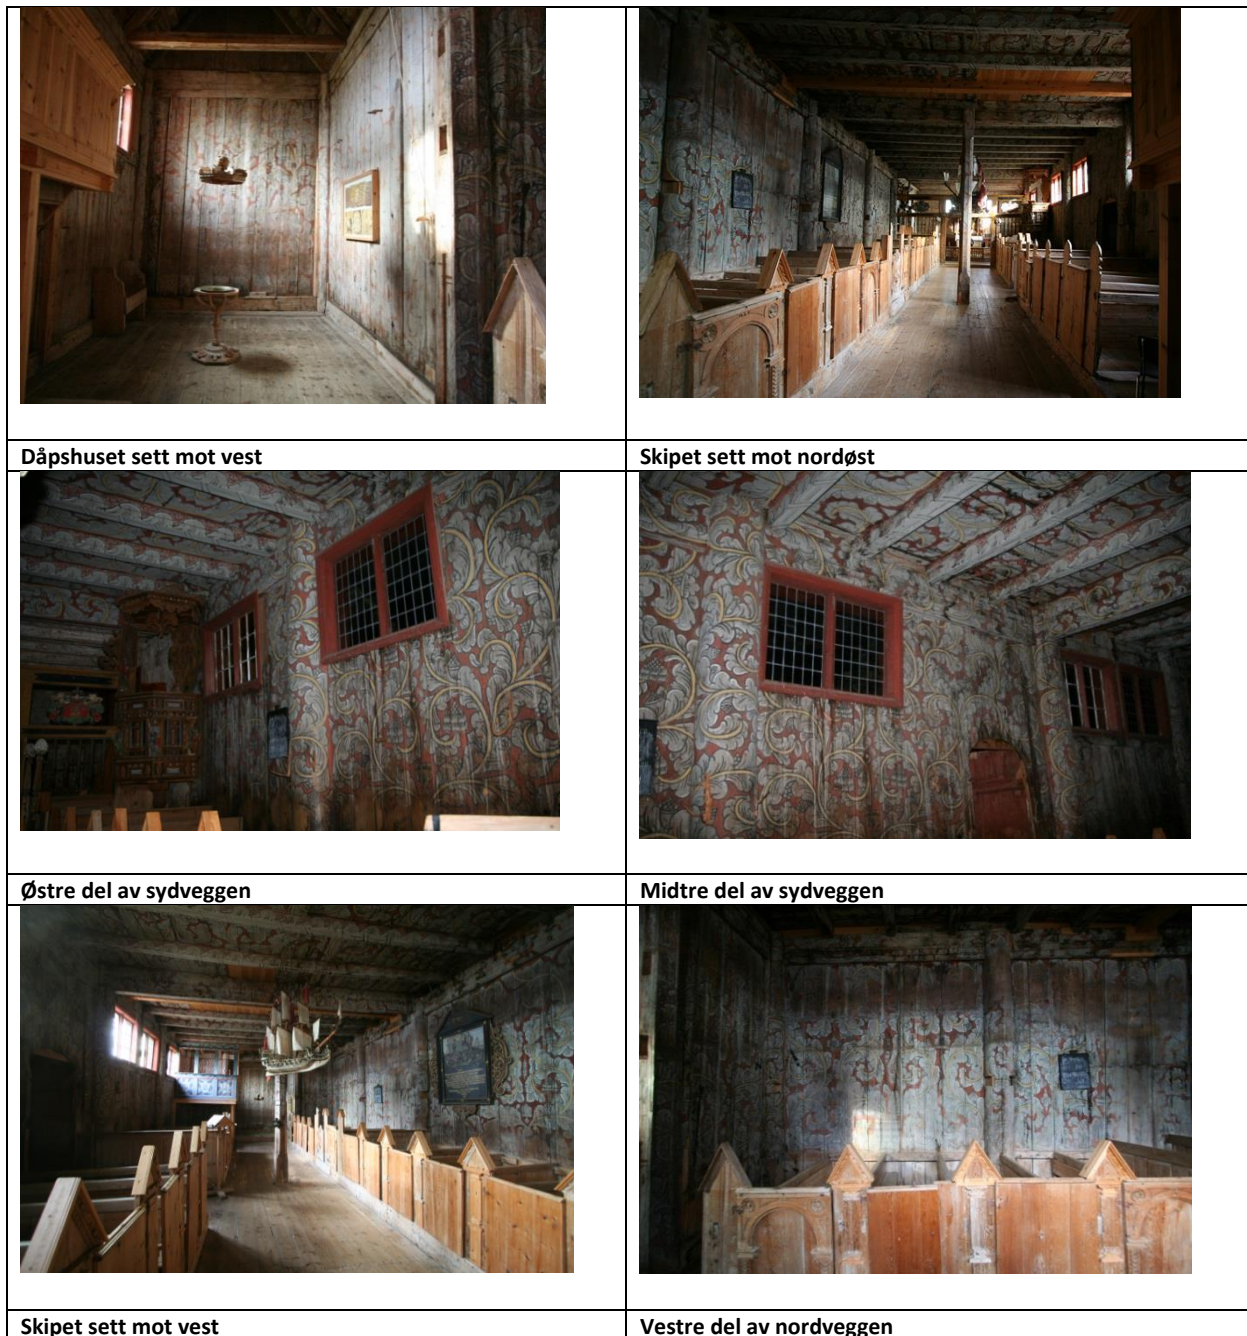 Dåpshuset sett mot vest
Skipet sett mot nordøst
Østre del av sydveggen
Midtre del av sydveggen
Skipet sett mot vest
Vestre del av nordveggen